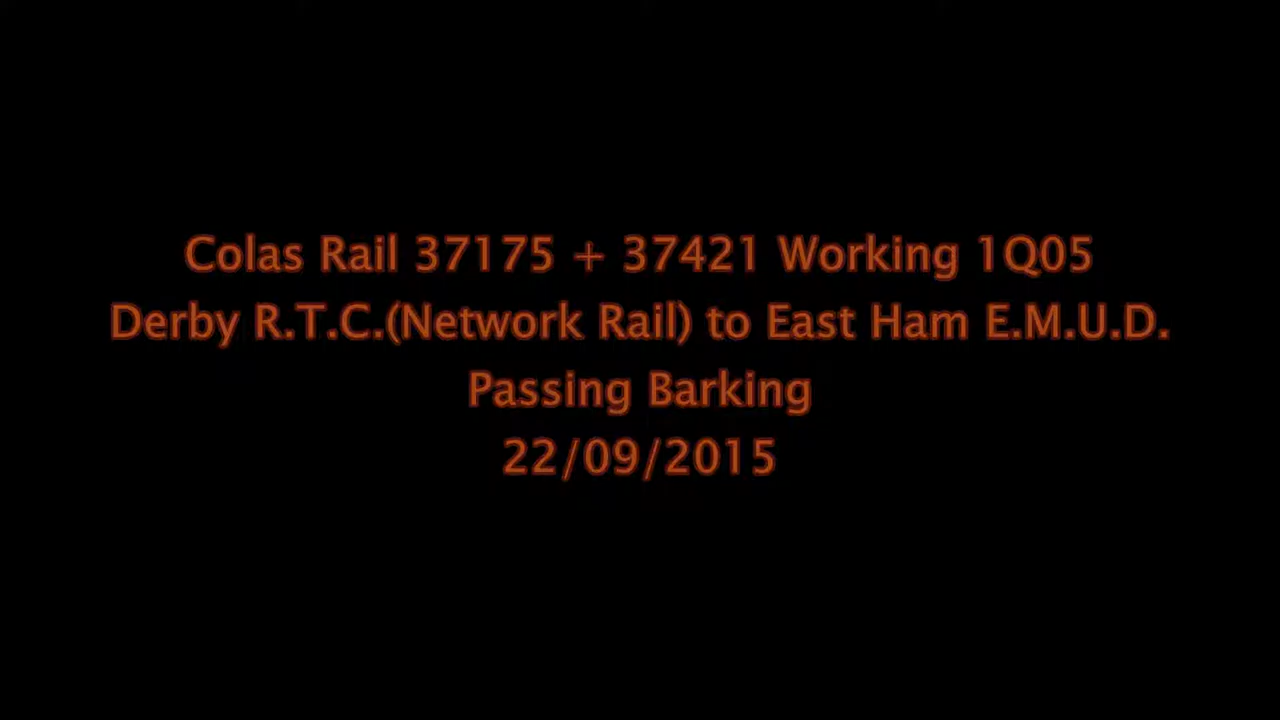 Colas Rail 37175 + 37421 Working 1Q05
Derby R.T.C.(Network Rail) to East Ham E.M.U.D.
Passing Barking
22/09/2015